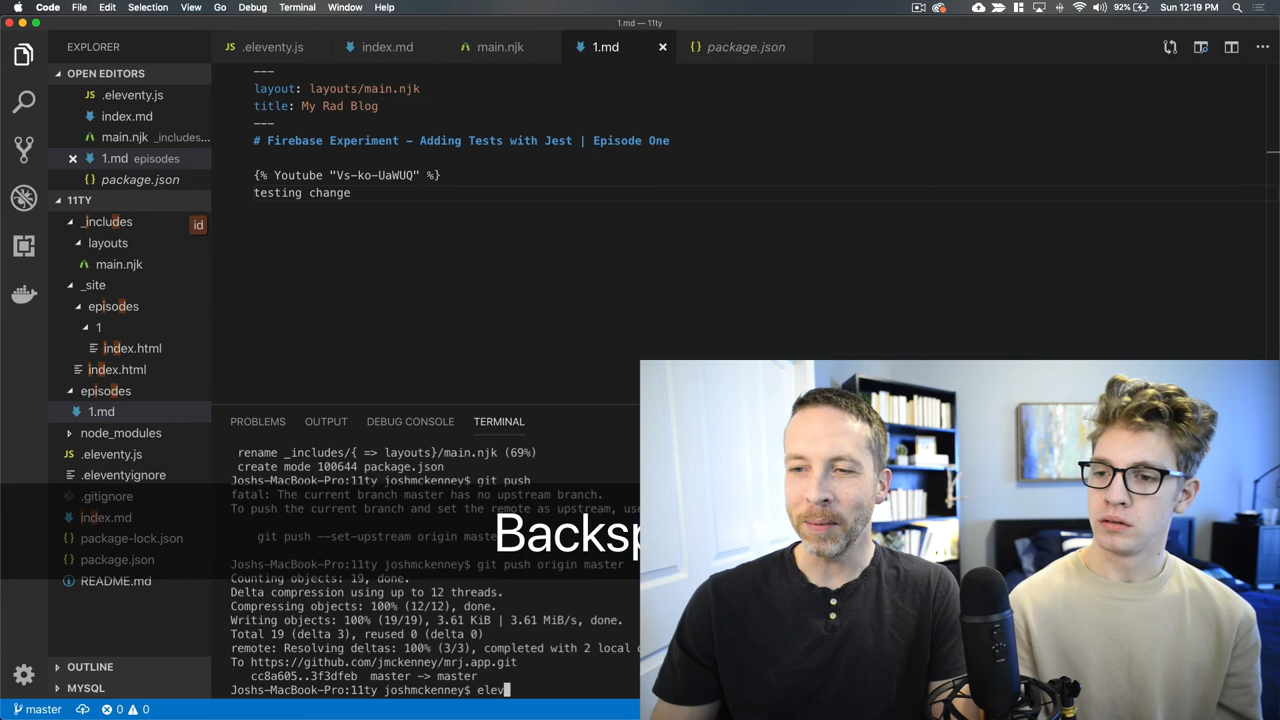 Code File Edit Selection View Go Debug Terminal Window Help
92% Sun 12:19 PM
1.md — 11ty
EXPLORER
.eleventy.js
index.md
main.njk
1.md
package.json
OPEN EDITORS
.eleventy.js
index.md
main.njk _includes...
1.md episodes
package.json
11TY
_includes
id
layouts
main.njk
_site
episodes
1
index.html
index.html
episodes
1.md
node_modules
.eleventy.js
.eleventyignore
.gitignore
index.md
package-lock.json
package.json
README.md
OUTLINE
MYSQL
---
layout: layouts/main.njk
title: My Rad Blog
---
# Firebase Experiment - Adding Tests with Jest | Episode One
{% Youtube "Vs-ko-UaWUQ" %}
testing change
PROBLEMS OUTPUT DEBUG CONSOLE TERMINAL
rename _includes/{ => layouts}/main.njk (69%)
create mode 100644 package.json
Joshs-MacBook-Pro:11ty joshmckenney$ git push
fatal: The current branch master has no upstream branch.
To push the current branch and set the remote as upstream, us
git push --set-upstream origin maste
Backsp
Joshs-MacBook-Pro:11ty joshmckenney$ git push origin master
Counting objects: 19, done.
Delta compression using up to 12 threads.
Compressing objects: 100% (12/12), done.
Writing objects: 100% (19/19), 3.61 KiB | 3.61 MiB/s, done.
Total 19 (delta 3), reused 0 (delta 0)
remote: Resolving deltas: 100% (3/3), completed with 2 local
To https://github.com/jmckenney/mrj.app.git
cc8a605..3f3dfeb master -> master
Joshs-MacBook-Pro:11ty joshmckenney$ elev
master 0 0